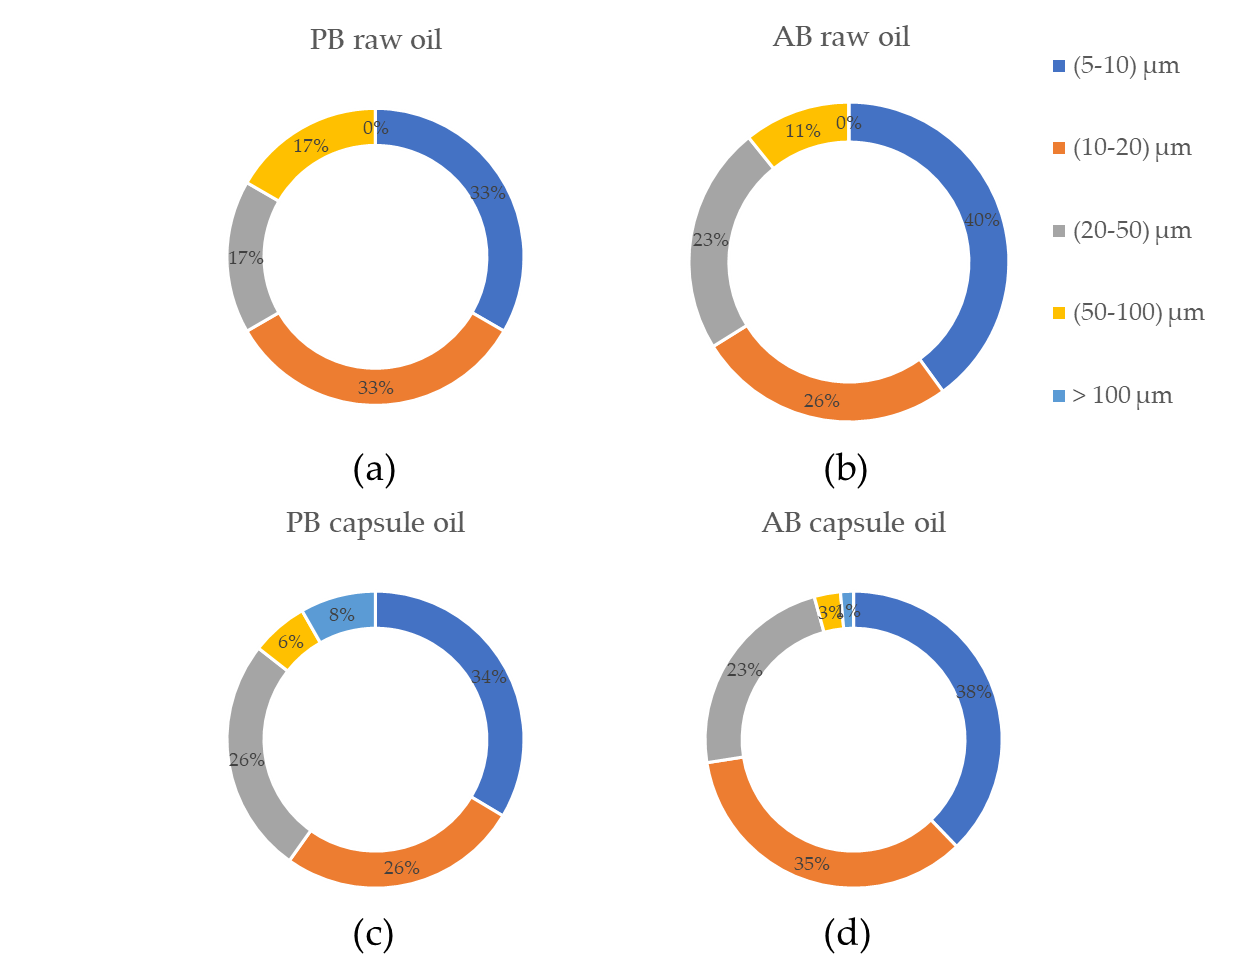 PB raw oil
0%
33%
33%
17%
17%
(a)
AB raw oil
0%
40%
26%
23%
11%
(b)
(5-10) µm
(10-20) µm
(20-50) µm
(50-100) µm
> 100 µm
PB capsule oil
34%
26%
26%
6%
8%
(c)
AB capsule oil
38%
35%
23%
3%
1%
(d)